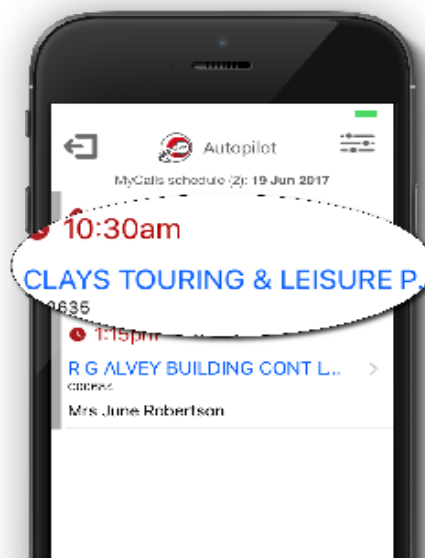 Autopilot
MyCalls schedule (2): 19 Jun 2017
10:30am
CLAYS TOURING & LEISURE P..
1:15pm
R G ALVEY BUILDING CONT L...
Mrs June Robertson